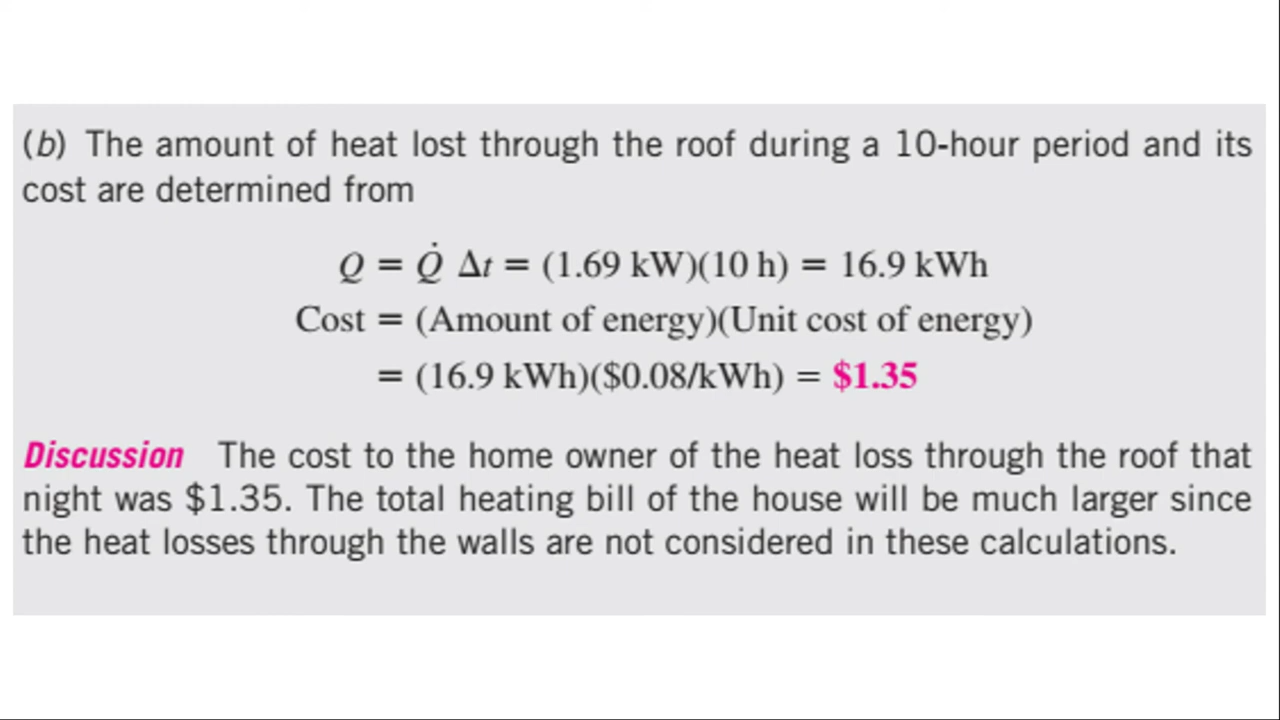 (b) The amount of heat lost through the roof during a 10-hour period and its
cost are determined from
Q = Q̇ Δt = (1.69 kW)(10 h) = 16.9 kWh
Cost = (Amount of energy)(Unit cost of energy)
= (16.9 kWh)($0.08/kWh) = $1.35
Discussion The cost to the home owner of the heat loss through the roof that
night was $1.35. The total heating bill of the house will be much larger since
the heat losses through the walls are not considered in these calculations.